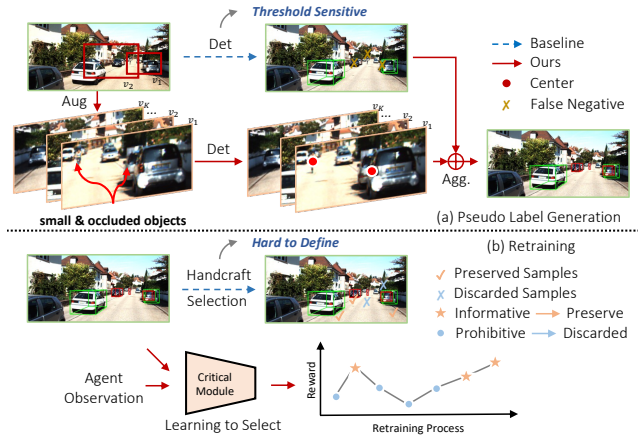 Threshold Sensitive
Det
Baseline
Ours
Center
False Negative
v₂
v₁
Aug
v_K
...
v₂
v₁
Det
v_K
...
v₂
v₁
Agg.
small & occluded objects
(a) Pseudo Label Generation
Hard to Define
(b) Retraining
Handcraft
Selection
Preserved Samples
Discarded Samples
Informative
Preserve
Prohibitive
Discarded
Agent
Observation
Critical
Module
Learning to Select
Reward
Retraining Process